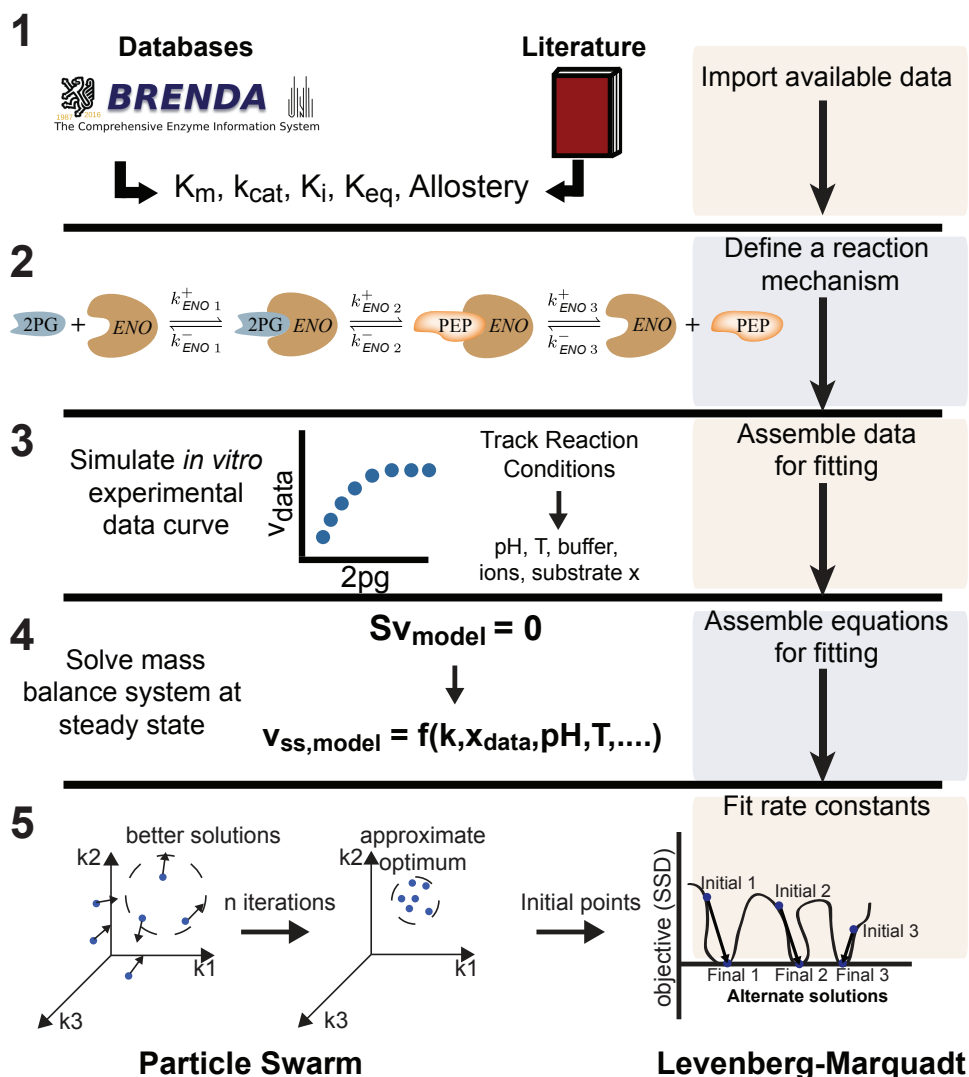 1
Databases
Literature
Import available data
BRENDA
1987 2016
The Comprehensive Enzyme Information System
Km, kcat, Ki, Keq, Allostery
2
Define a reaction
mechanism
2PG + ENO
k+ENO 1
k-ENO 1
2PG ENO
k+ENO 2
k-ENO 2
PEP ENO
k+ENO 3
k-ENO 3
ENO + PEP
3
Simulate in vitro
experimental
data curve
vdata
2pg
Track Reaction
Conditions
pH, T, buffer,
ions, substrate x
Assemble data
for fitting
4
Solve mass
balance system at
steady state
Svmodel = 0
vss,model = f(k,xdata,pH,T,....)
Assemble equations
for fitting
5
Fit rate constants
better solutions
k2
k1
k3
n iterations
approximate
optimum
k2
k1
k3
Initial points
objective (SSD)
Initial 1
Initial 2
Initial 3
Final 1
Final 2
Final 3
Alternate solutions
Particle Swarm
Levenberg-Marquadt